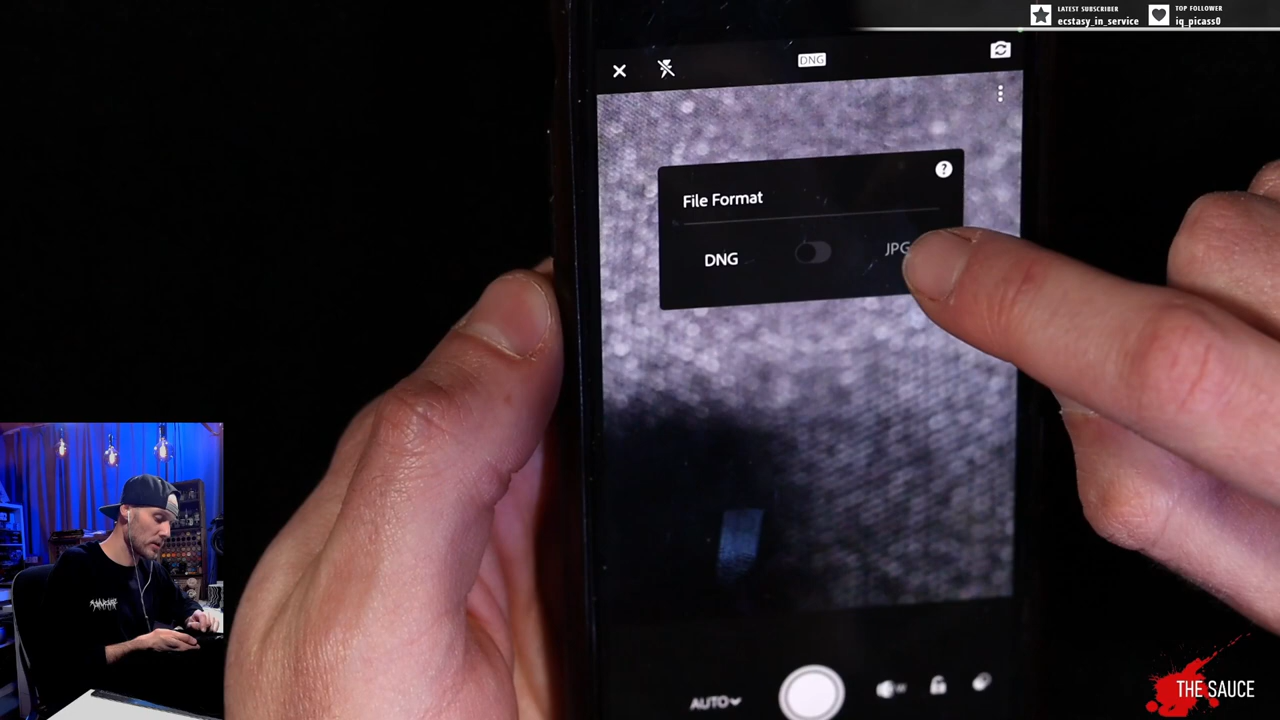 LATEST SUBSCRIBER
ecstasy_in_service
TOP FOLLOWER
iq_picass0
DNG
File Format
DNG
JPG
AUTO
THE SAUCE